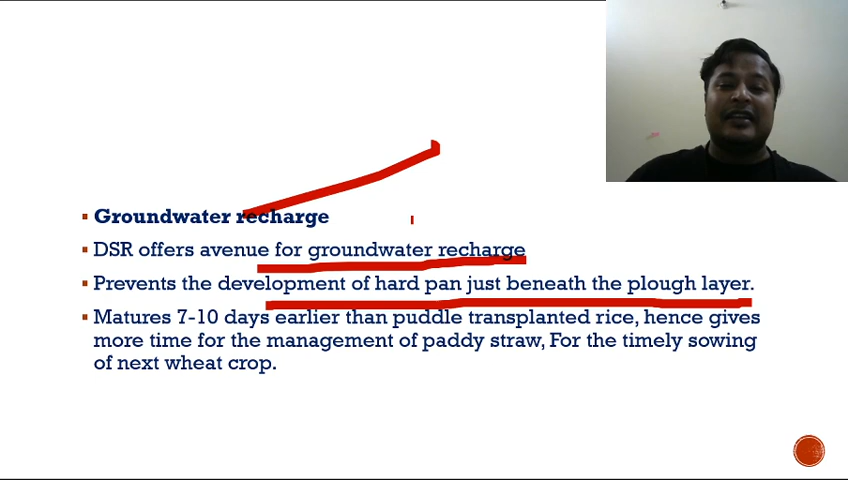 Groundwater recharge
DSR offers avenue for groundwater recharge
Prevents the development of hard pan just beneath the plough layer.
Matures 7-10 days earlier than puddle transplanted rice, hence gives
more time for the management of paddy straw, For the timely sowing
of next wheat crop.